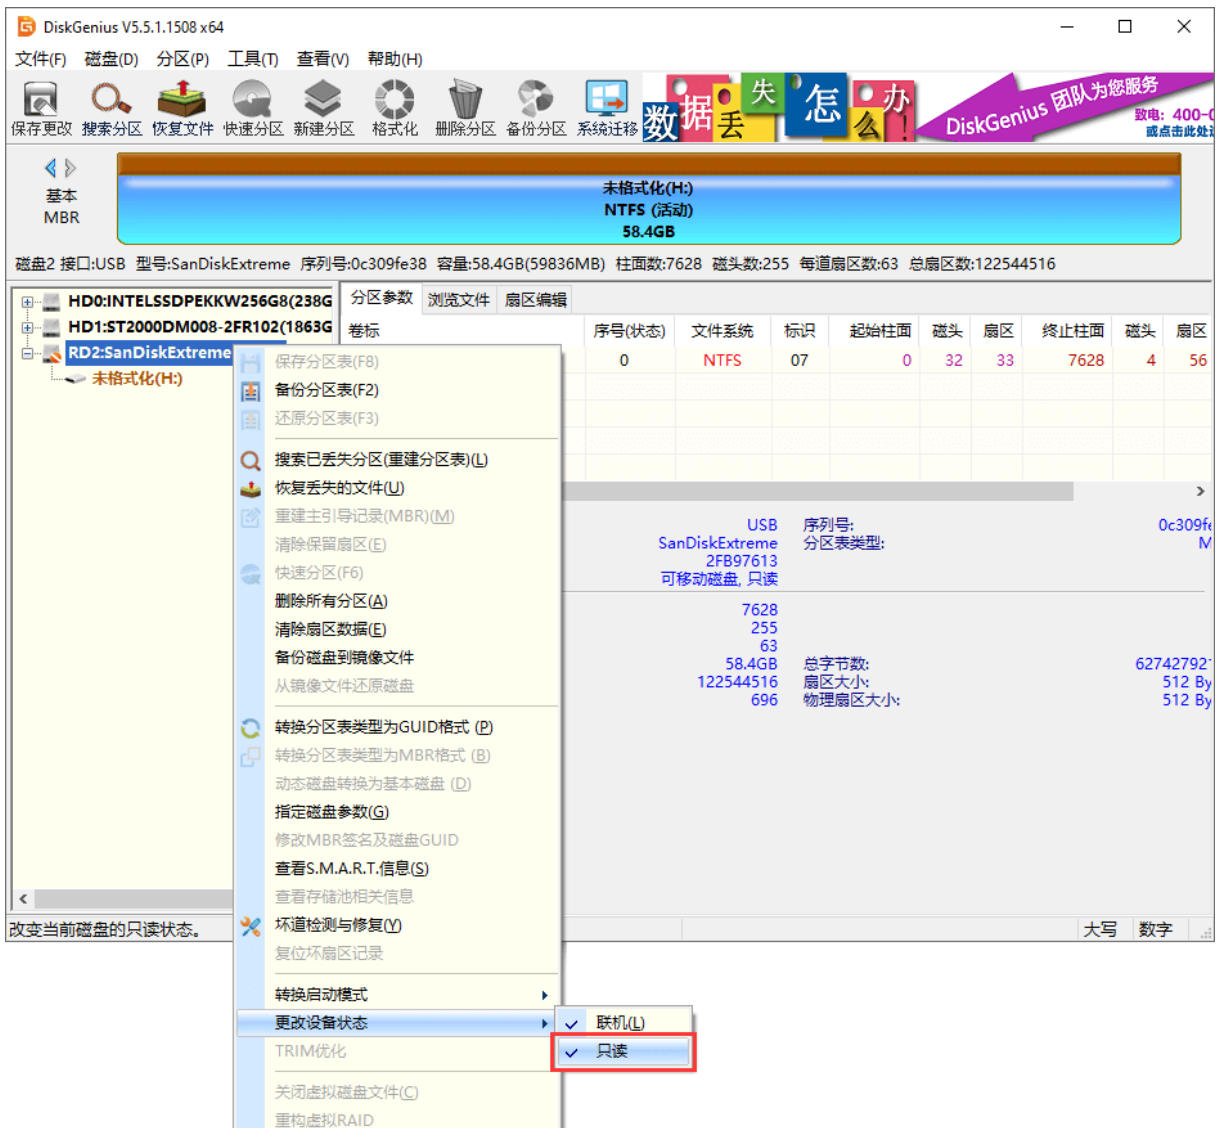 DiskGenius V5.5.1.1508 x64
文件(F) 磁盘(D) 分区(P) 工具(T) 查看(V) 帮助(H)
保存更改 搜索分区 恢复文件 快速分区 新建分区 格式化 删除分区 备份分区 系统迁移
数据丢失怎么办!
DiskGenius 团队为您服务
致电: 400-0
或点击此处
基本
MBR
未格式化(H:)
NTFS (活动)
58.4GB
磁盘2 接口:USB 型号:SanDiskExtreme 序列号:0c309fe38 容量:58.4GB(59836MB) 柱面数:7628 磁头数:255 每道扇区数:63 总扇区数:122544516
HD0:INTELSSDPEKKW256G8(238G
HD1:ST2000DM008-2FR102(1863G
RD2:SanDiskExtreme
未格式化(H:)
分区参数 浏览文件 扇区编辑
卷标 序号(状态) 文件系统 标识 起始柱面 磁头 扇区 终止柱面 磁头 扇区
0 NTFS 07 0 32 33 7628 4 56
USB 序列号: 0c309fe
SanDiskExtreme 分区表类型: M
2FB97613
可移动磁盘, 只读
7628
255
63
58.4GB 总字节数: 62742792
122544516 扇区大小: 512 By
696 物理扇区大小: 512 By
保存分区表(F8)
备份分区表(F2)
还原分区表(F3)
搜索已丢失分区(重建分区表)(L)
恢复丢失的文件(U)
重建主引导记录(MBR)(M)
清除保留扇区(E)
快速分区(F6)
删除所有分区(A)
清除扇区数据(E)
备份磁盘到镜像文件
从镜像文件还原磁盘
转换分区表类型为GUID格式 (P)
转换分区表类型为MBR格式 (B)
动态磁盘转换为基本磁盘 (D)
指定磁盘参数(G)
修改MBR签名及磁盘GUID
查看S.M.A.R.T.信息(S)
查看存储池相关信息
坏道检测与修复(Y)
复位坏扇区记录
转换启动模式
更改设备状态
TRIM优化
关闭虚拟磁盘文件(C)
重构虚拟RAID
联机(L)
只读
改变当前磁盘的只读状态。
大写 数字